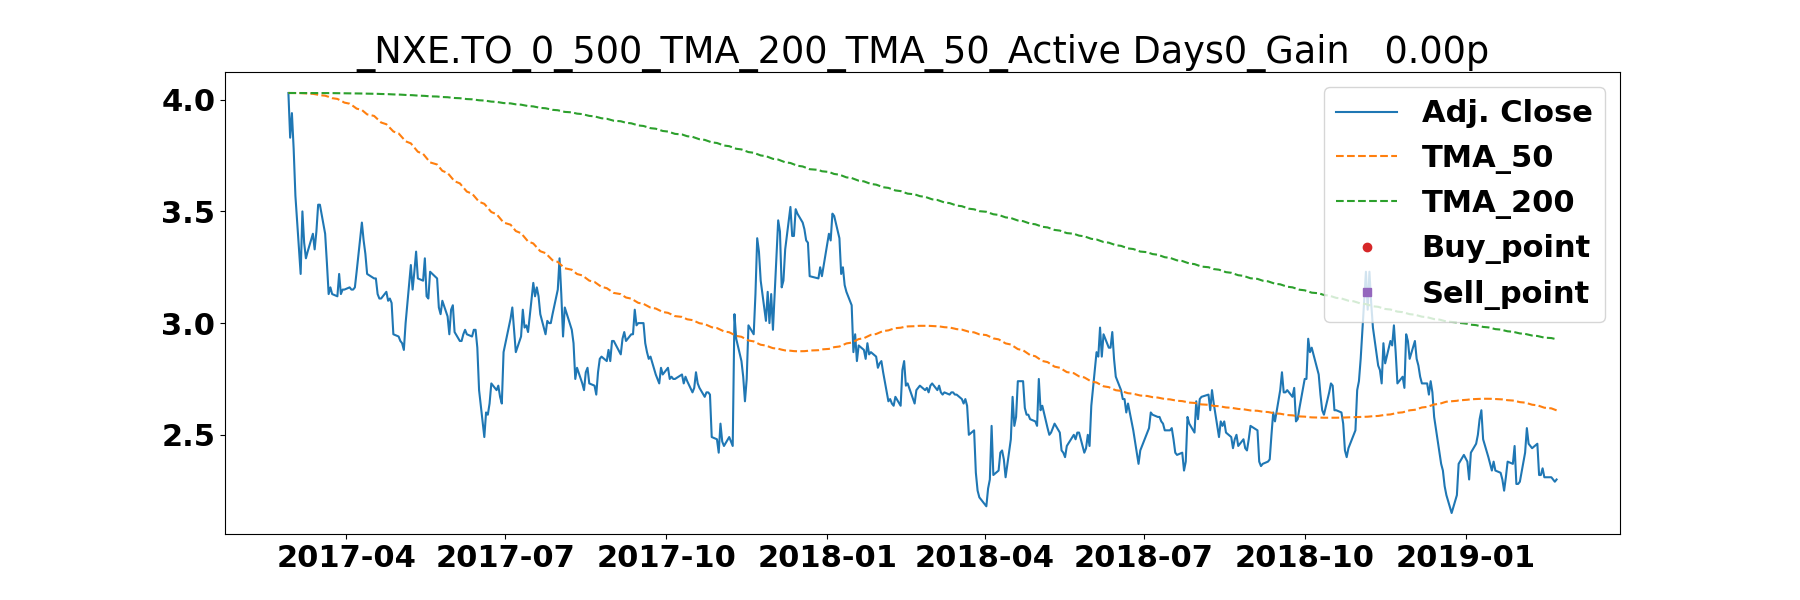 _NXE.TO_0_500_TMA_200_TMA_50_Active Days0_Gain   0.00p
4.0
3.5
3.0
2.5
Adj. Close
TMA_50
TMA_200
Buy_point
Sell_point
2017-04 2017-07 2017-10 2018-01 2018-04 2018-07 2018-10 2019-01